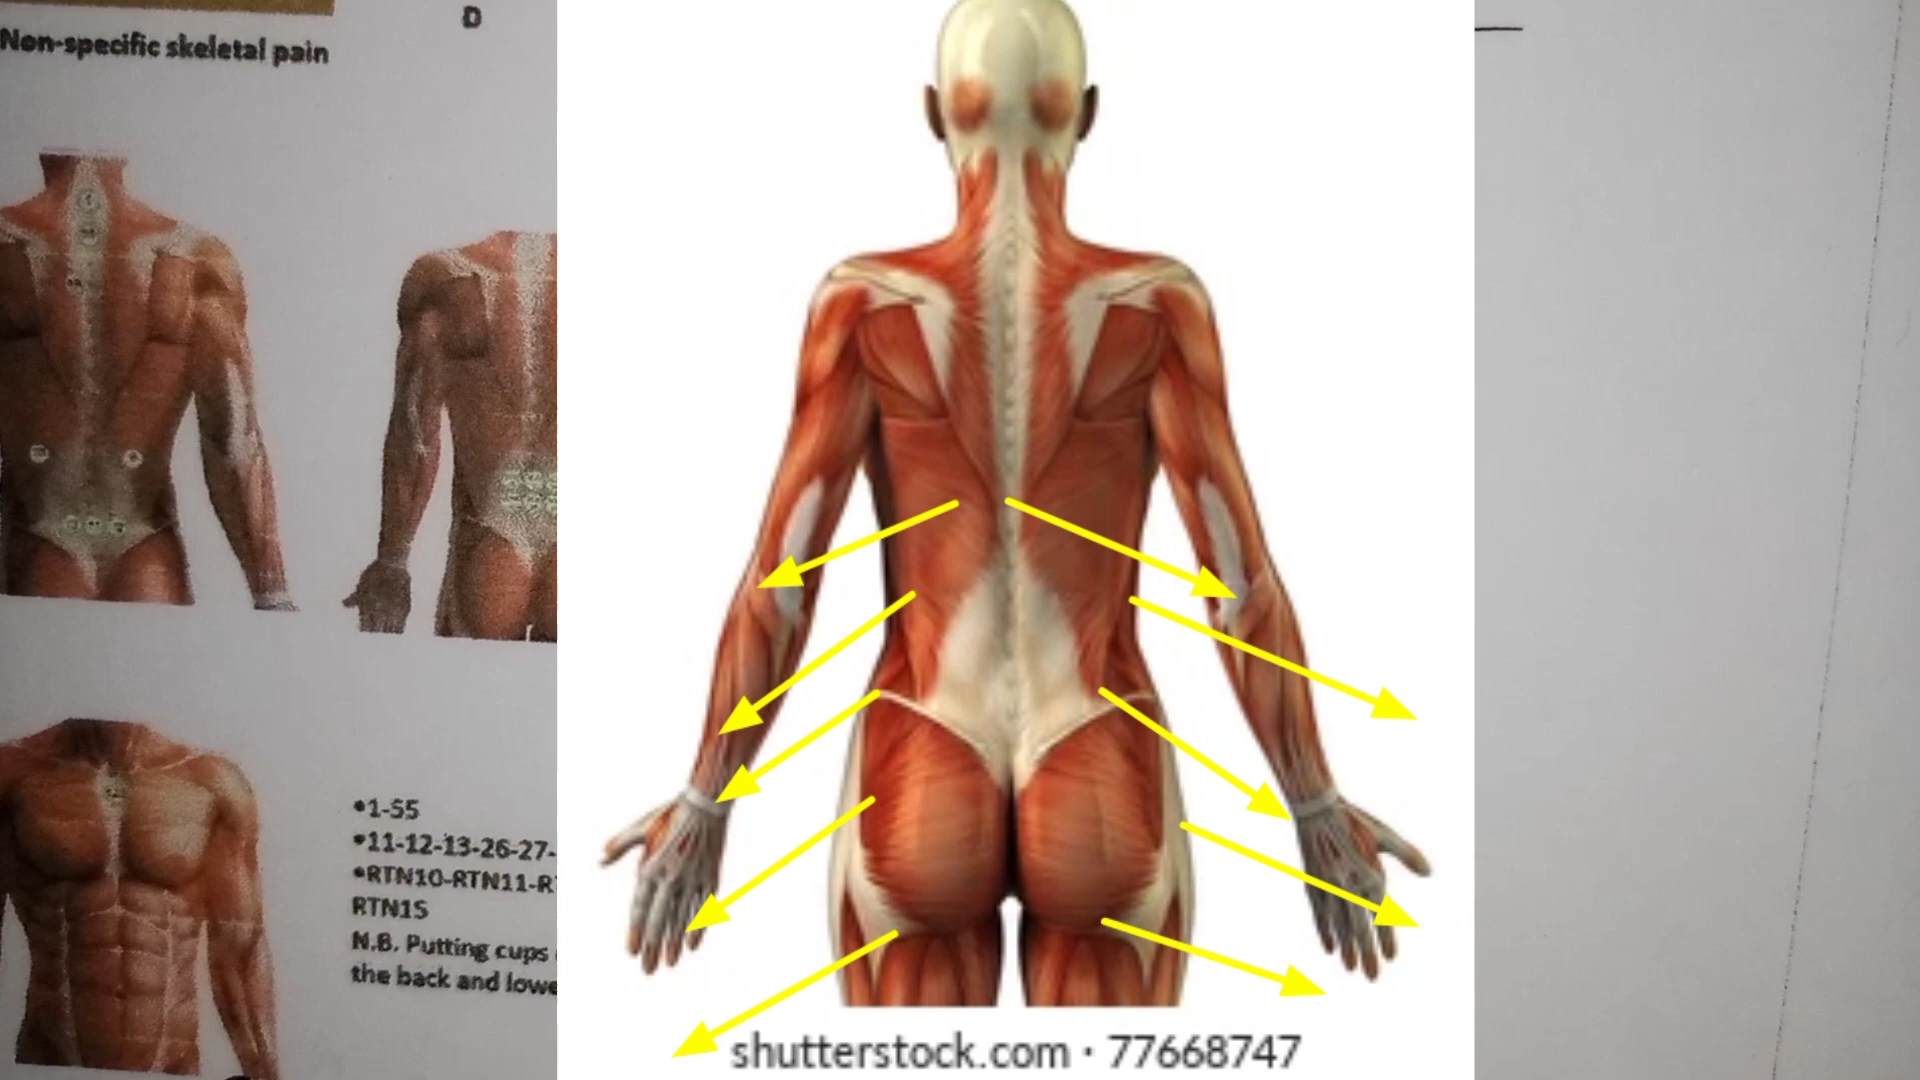 D
Non-specific skeletal pain
•1-55
•11-12-13-26-27-
•RTN10-RTN11-R
RTN15
N.B. Putting cups
the back and lowe
shutterstock.com · 77668747